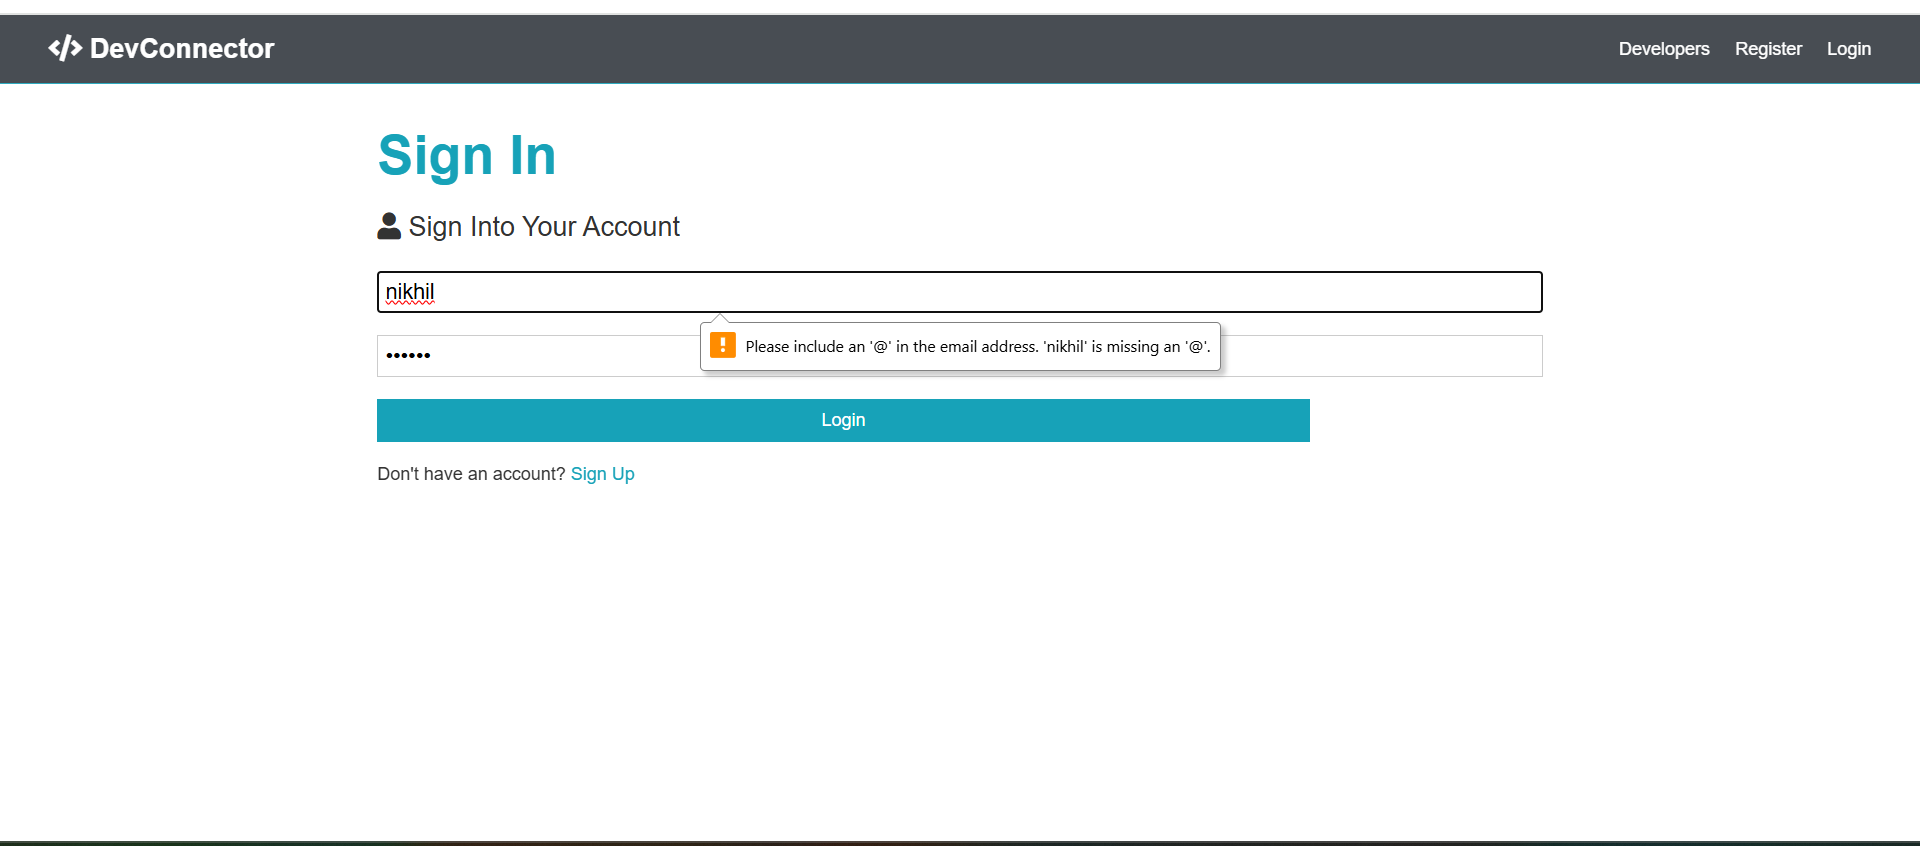 DevConnector
Developers Register Login
Sign In
Sign Into Your Account
nikhil
Please include an '@' in the email address. 'nikhil' is missing an '@'.
••••••
Login
Don't have an account? Sign Up